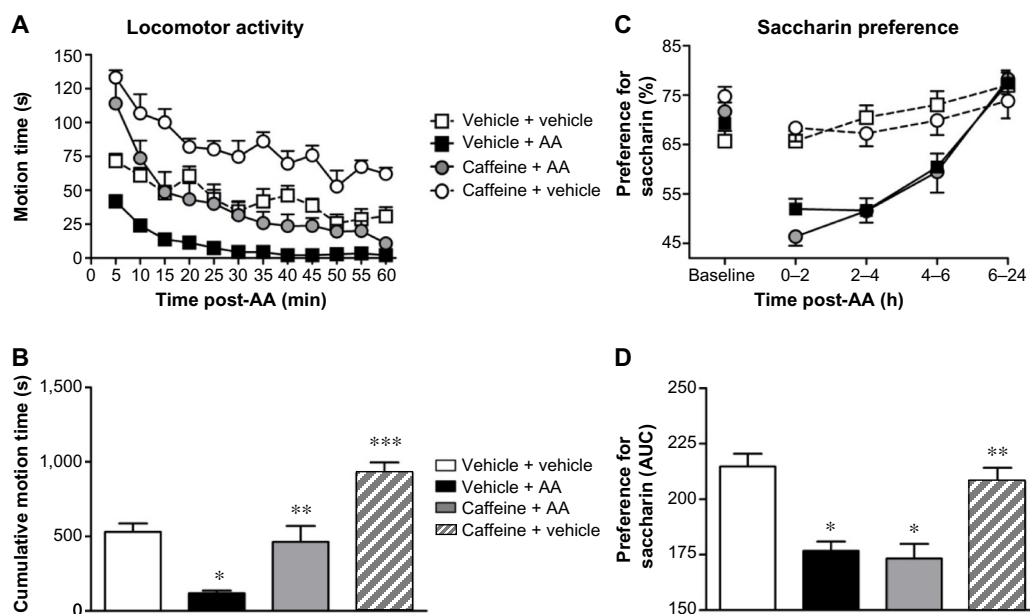 A Locomotor activity
Motion time (s)
150
120
100
75
50
25
0
0 5 10 15 20 25 30 35 40 45 50 55 60
Time post-AA (min)
Vehicle + vehicle
Vehicle + AA
Caffeine + AA
Caffeine + vehicle
C Saccharin preference
Preference for
saccharin (%)
85
75
65
55
45
Baseline 0–2 2–4 4–6 6–24
Time post-AA (h)
B
Cumulative motion time (s)
1,500
1,000
500
0
*
**
***
Vehicle + vehicle
Vehicle + AA
Caffeine + AA
Caffeine + vehicle
D
Preference for
saccharin (AUC)
250
225
200
175
150
*
*
**